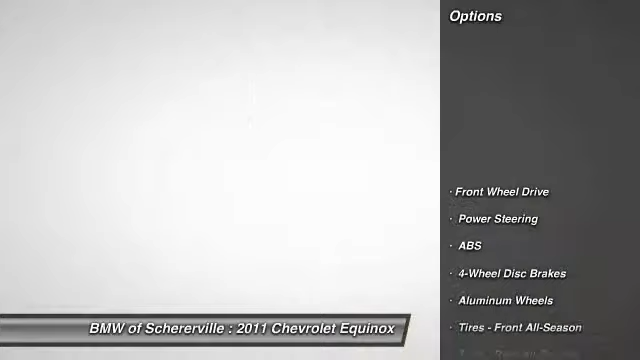 Options
· Front Wheel Drive
· Power Steering
· ABS
· 4-Wheel Disc Brakes
· Aluminum Wheels
· Tires - Front All-Season
BMW of Schererville : 2011 Chevrolet Equinox